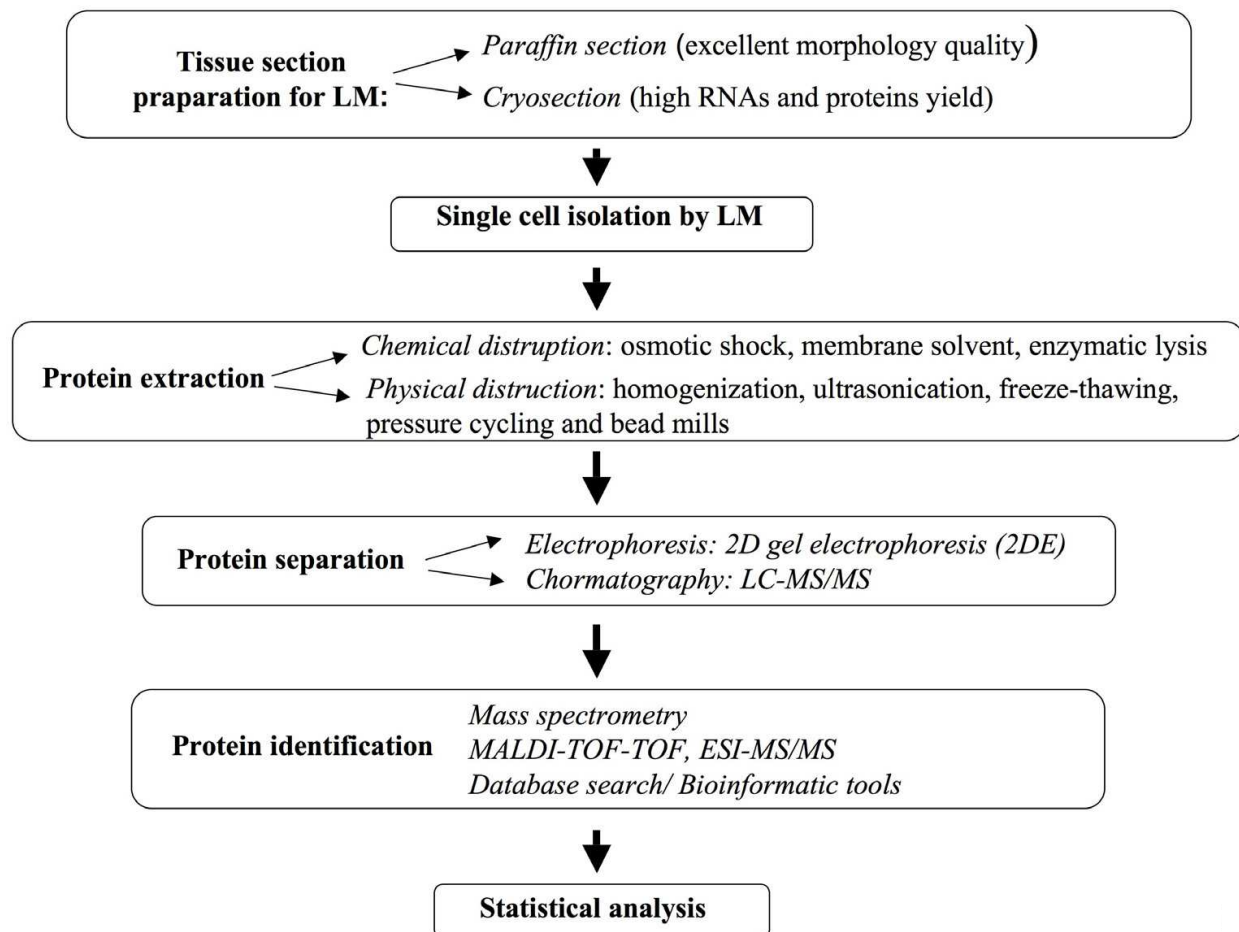 Tissue section
praparation for LM:
Paraffin section (excellent morphology quality)
Cryosection (high RNAs and proteins yield)
Single cell isolation by LM
Protein extraction
Chemical distruption: osmotic shock, membrane solvent, enzymatic lysis
Physical distruction: homogenization, ultrasonication, freeze-thawing,
pressure cycling and bead mills
Protein separation
Electrophoresis: 2D gel electophoresis (2DE)
Chormatography: LC-MS/MS
Protein identification
Mass spectrometry
MALDI-TOF-TOF, ESI-MS/MS
Database search/ Bioinformatic tools
Statistical analysis